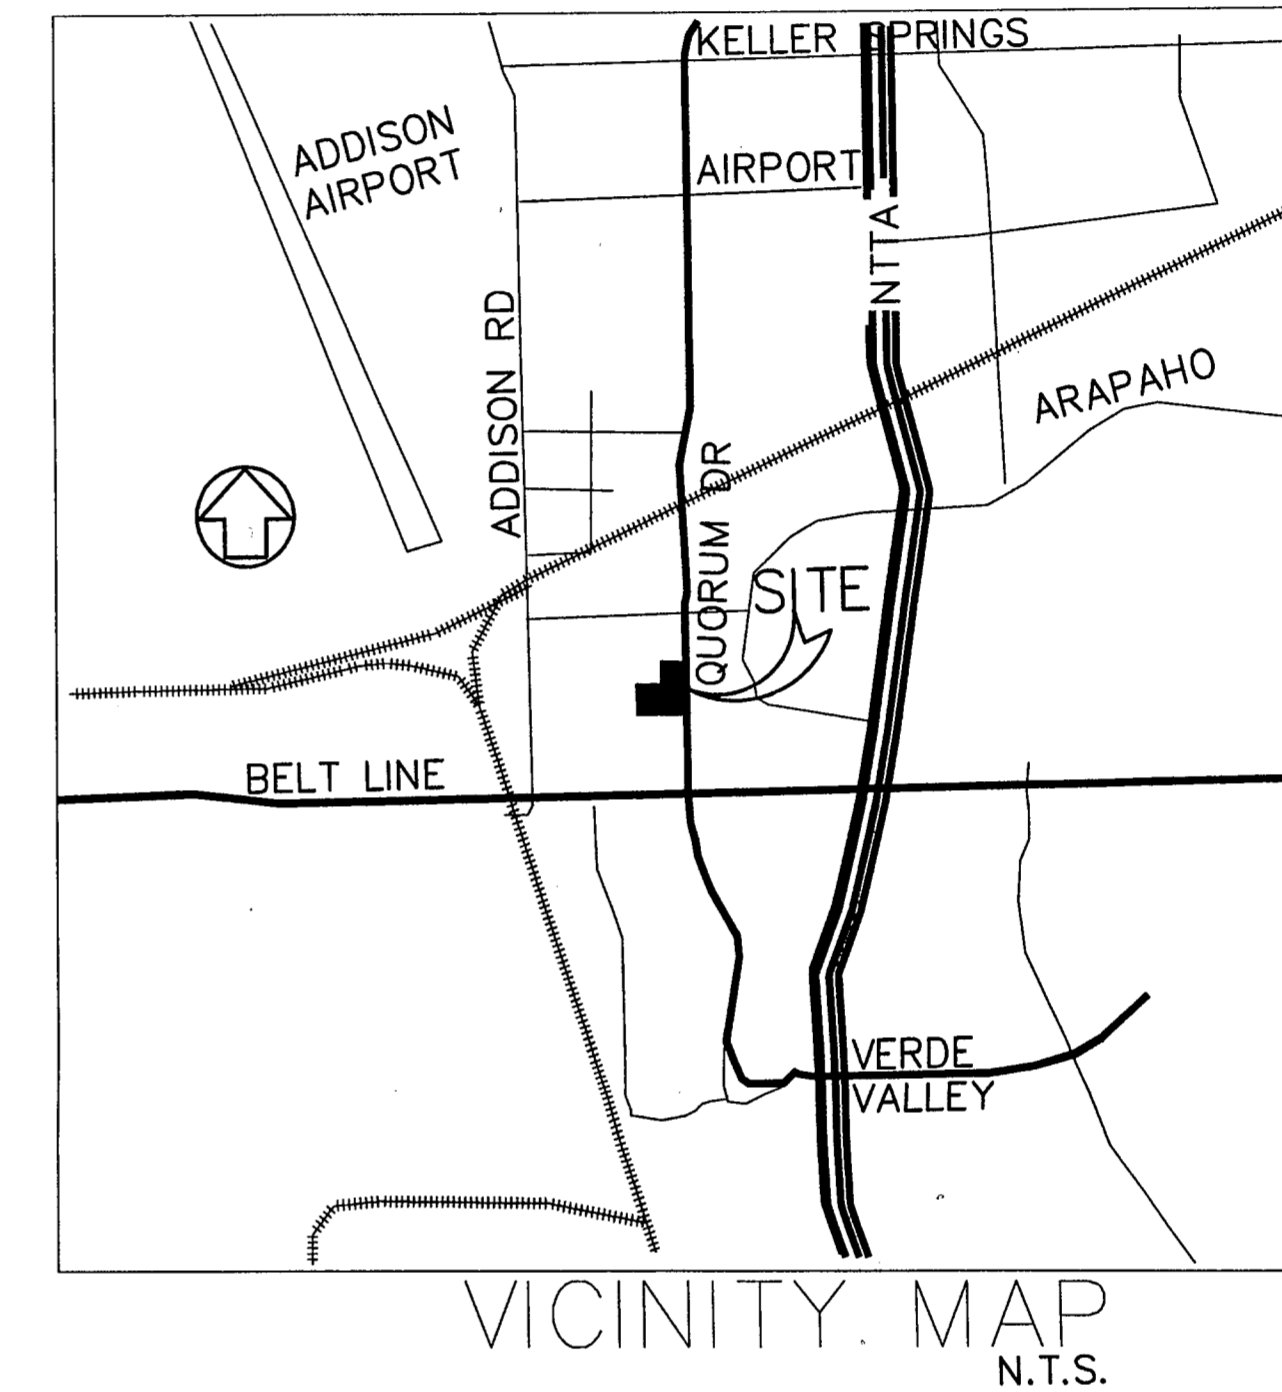 KELLER SPRINGS
ADDISON
AIRPORT
AIRPORT
NTTA
ADDISON RD
ARAPAHO
QUORUM DR
SITE
BELT LINE
VERDE
VALLEY
VICINITY MAP
N.T.S.